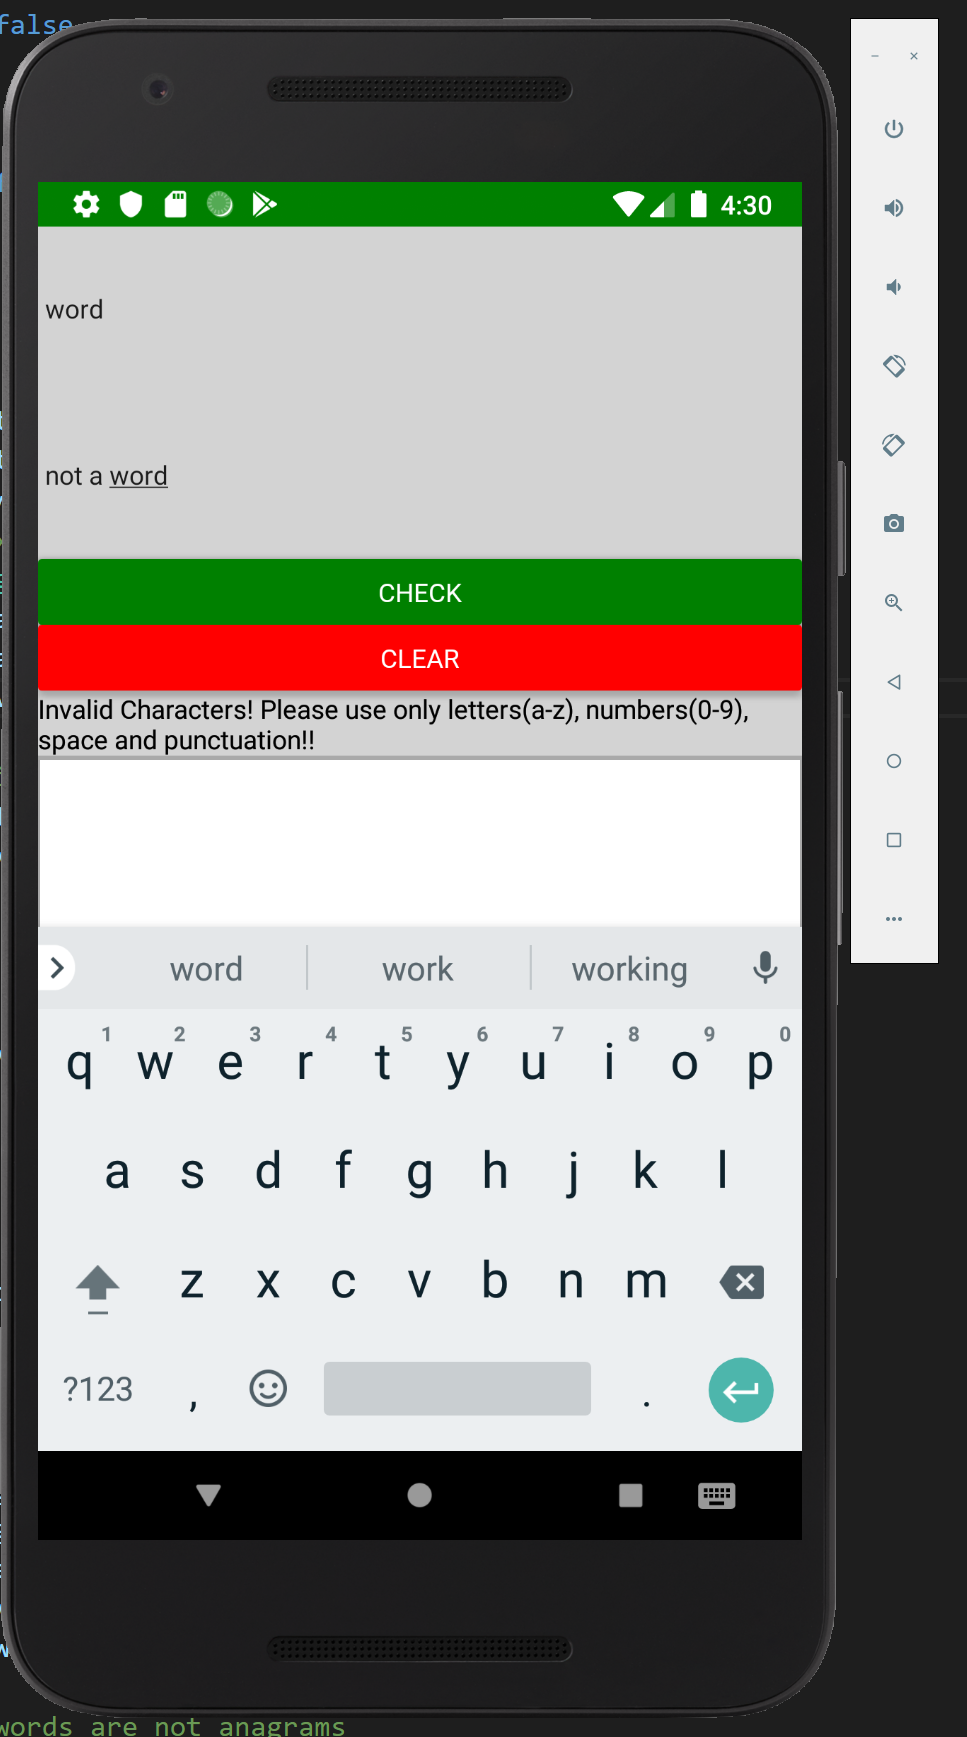 false
4:30
word
not a word
CHECK
CLEAR
Invalid Characters! Please use only letters(a-z), numbers(0-9),
space and punctuation!!
word work working
1 2 3 4 5 6 7 8 9 0
q w e r t y u i o p
a s d f g h j k l
z x c v b n m
?123 , .
words are not anagrams